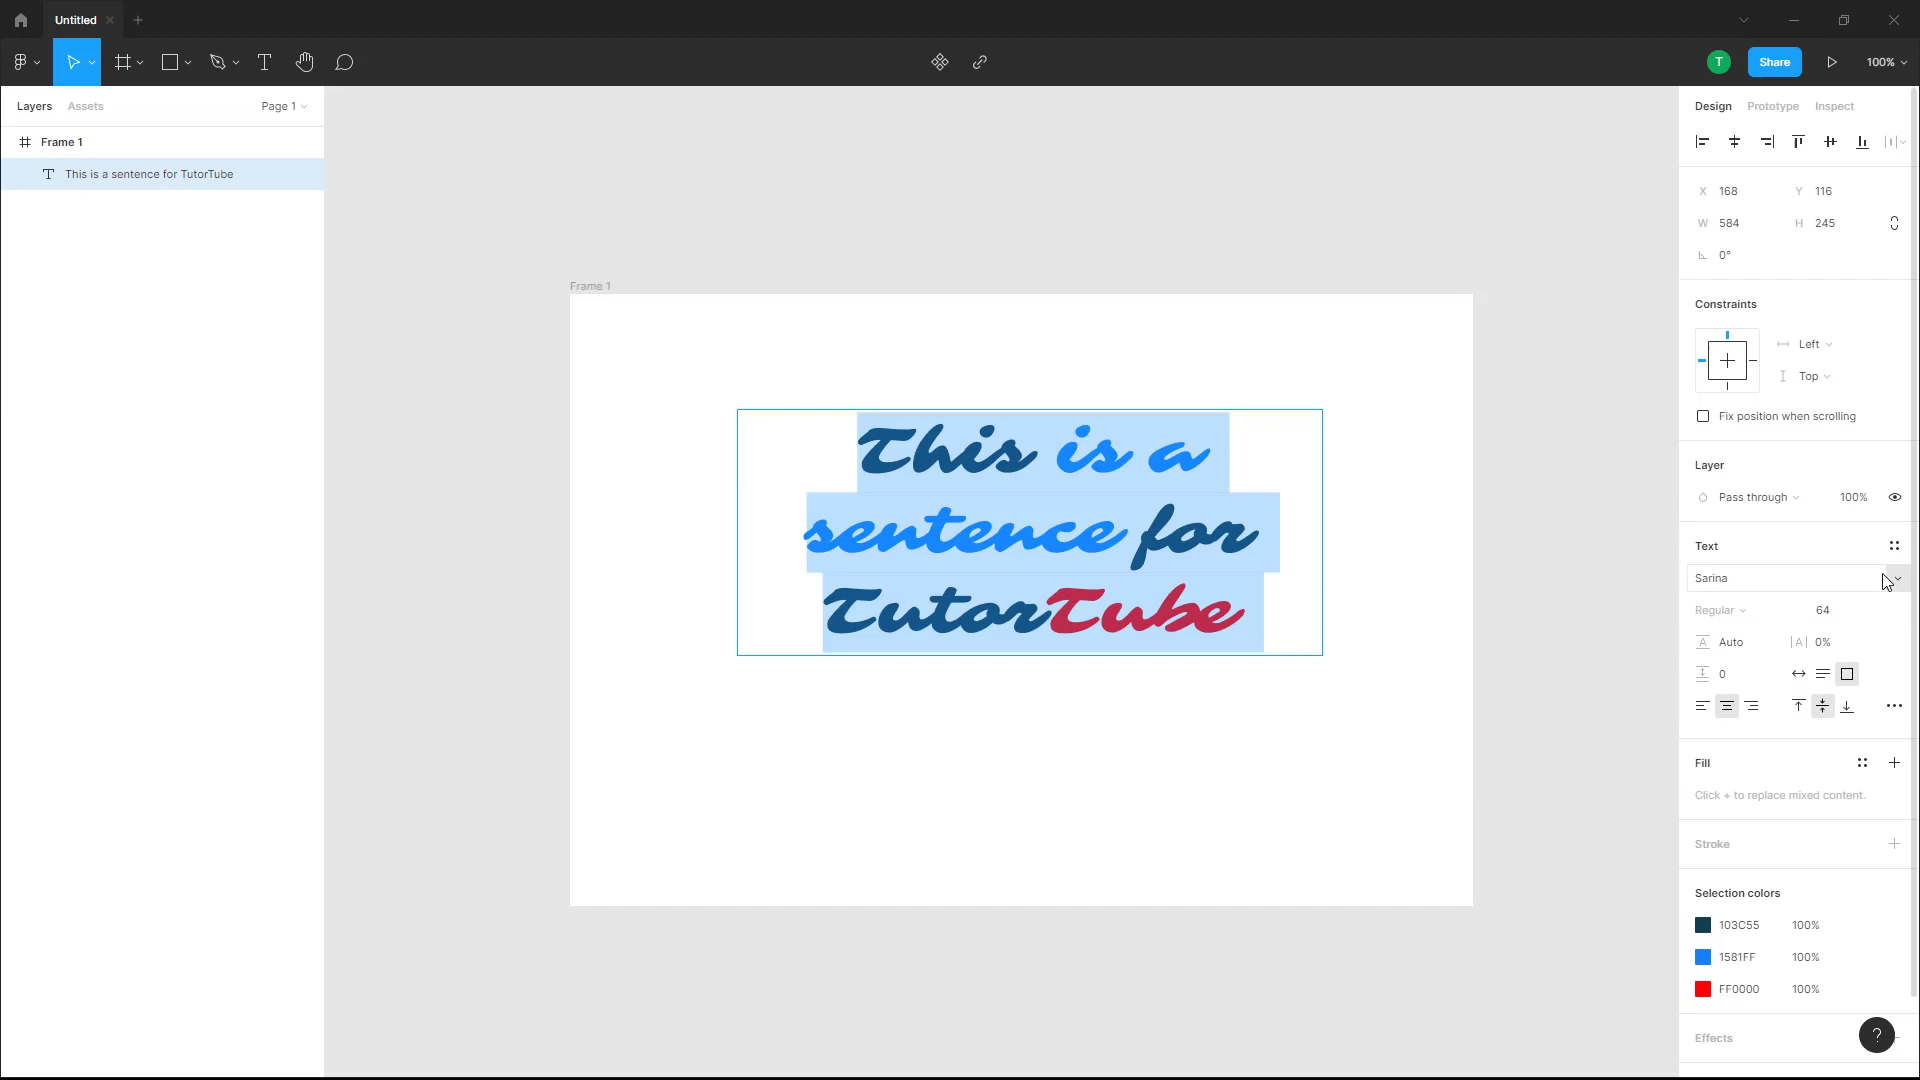 Untitled
T
Share
100%
Layers
Assets
Page 1
Frame 1
This is a sentence for TutorTube
Frame 1
This is a
sentence for
TutorTube
Design
Prototype
Inspect
X 168
Y 116
W 584
H 245
0°
Constraints
Left
Top
Fix position when scrolling
Layer
Pass through
100%
Text
Sarina
Regular
64
A Auto
|A| 0%
0
Fill
Click + to replace mixed content.
Stroke
Selection colors
103C55 100%
1581FF 100%
FF0000 100%
Effects
?